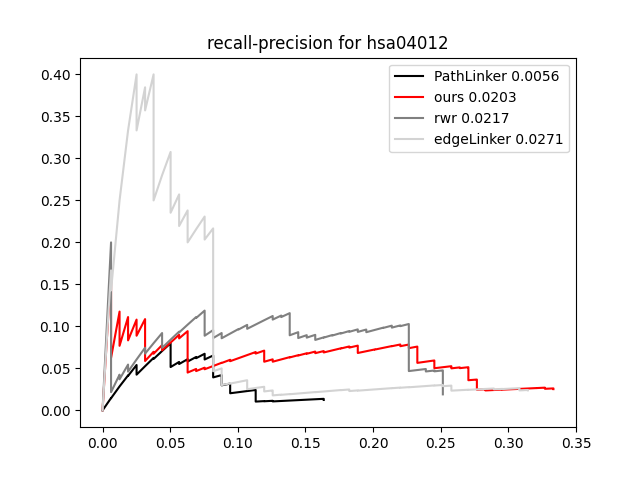 recall-precision for hsa04012
PathLinker 0.0056
ours 0.0203
rwr 0.0217
edgeLinker 0.0271
0.40
0.35
0.30
0.25
0.20
0.15
0.10
0.05
0.00
0.00 0.05 0.10 0.15 0.20 0.25 0.30 0.35